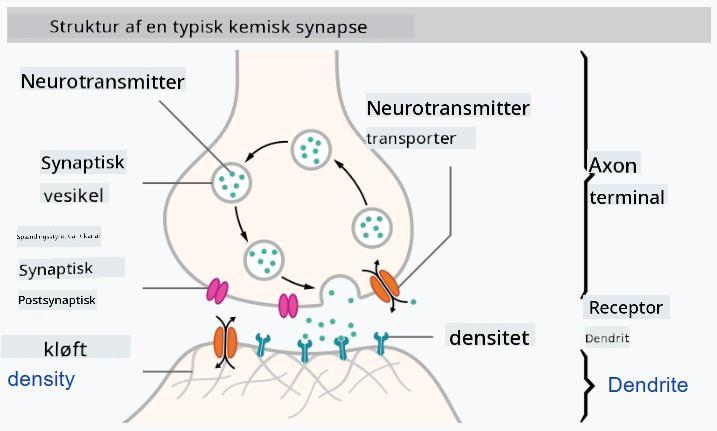 Struktur af en typisk kemisk synapse
Neurotransmitter
Neurotransmitter
transporter
Synaptisk
vesikel
Axon
terminal
Synaptisk
Postsynaptisk
Receptor
densitet
Dendrit
kløft
density
Dendrite